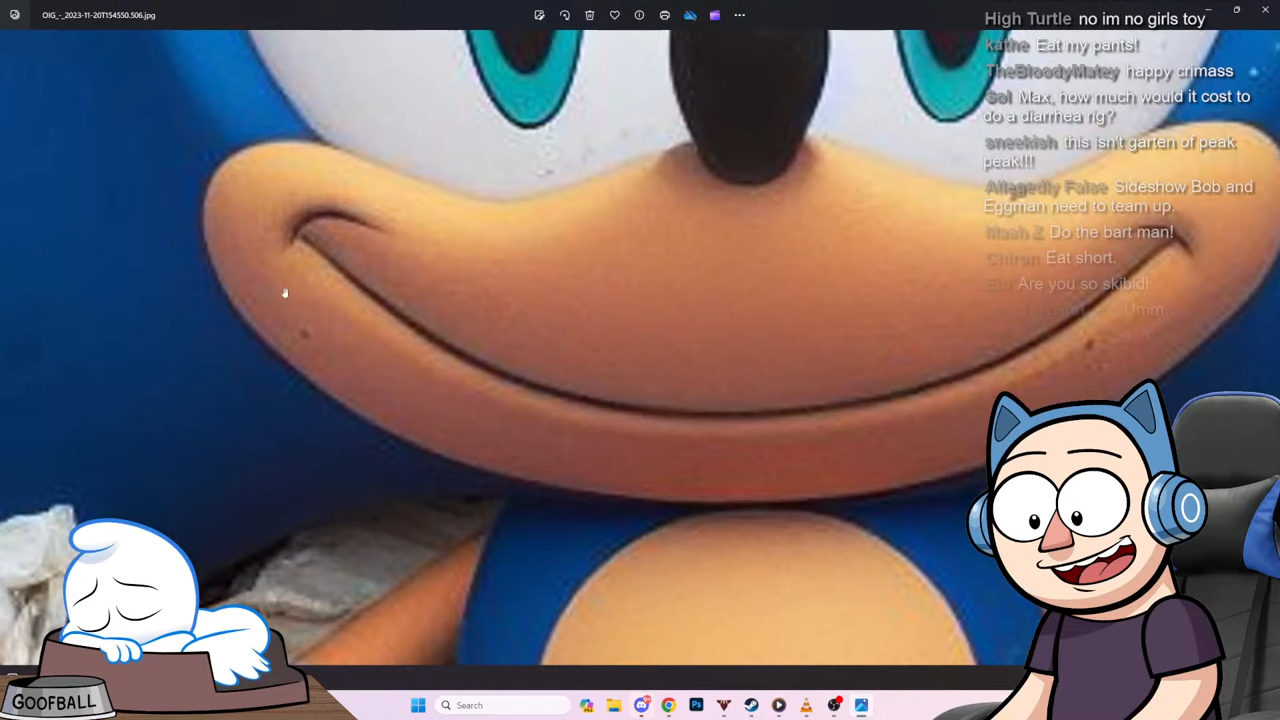 OIG_-_2023-11-20T154550.506.jpg
High Turtle no im no girls toy
kathe Eat my pants!
TheBloodyMatey happy crimass
Sol Max, how much would it cost to
do a diarrhea rig?
sneekish this isn't garten of peak
peak!!!
Allegedly False Sideshow Bob and
Eggman need to team up.
Noah Z Do the bart man!
Chiron Eat short.
Are you so skibidi
Umm
GOOFBALL
Search